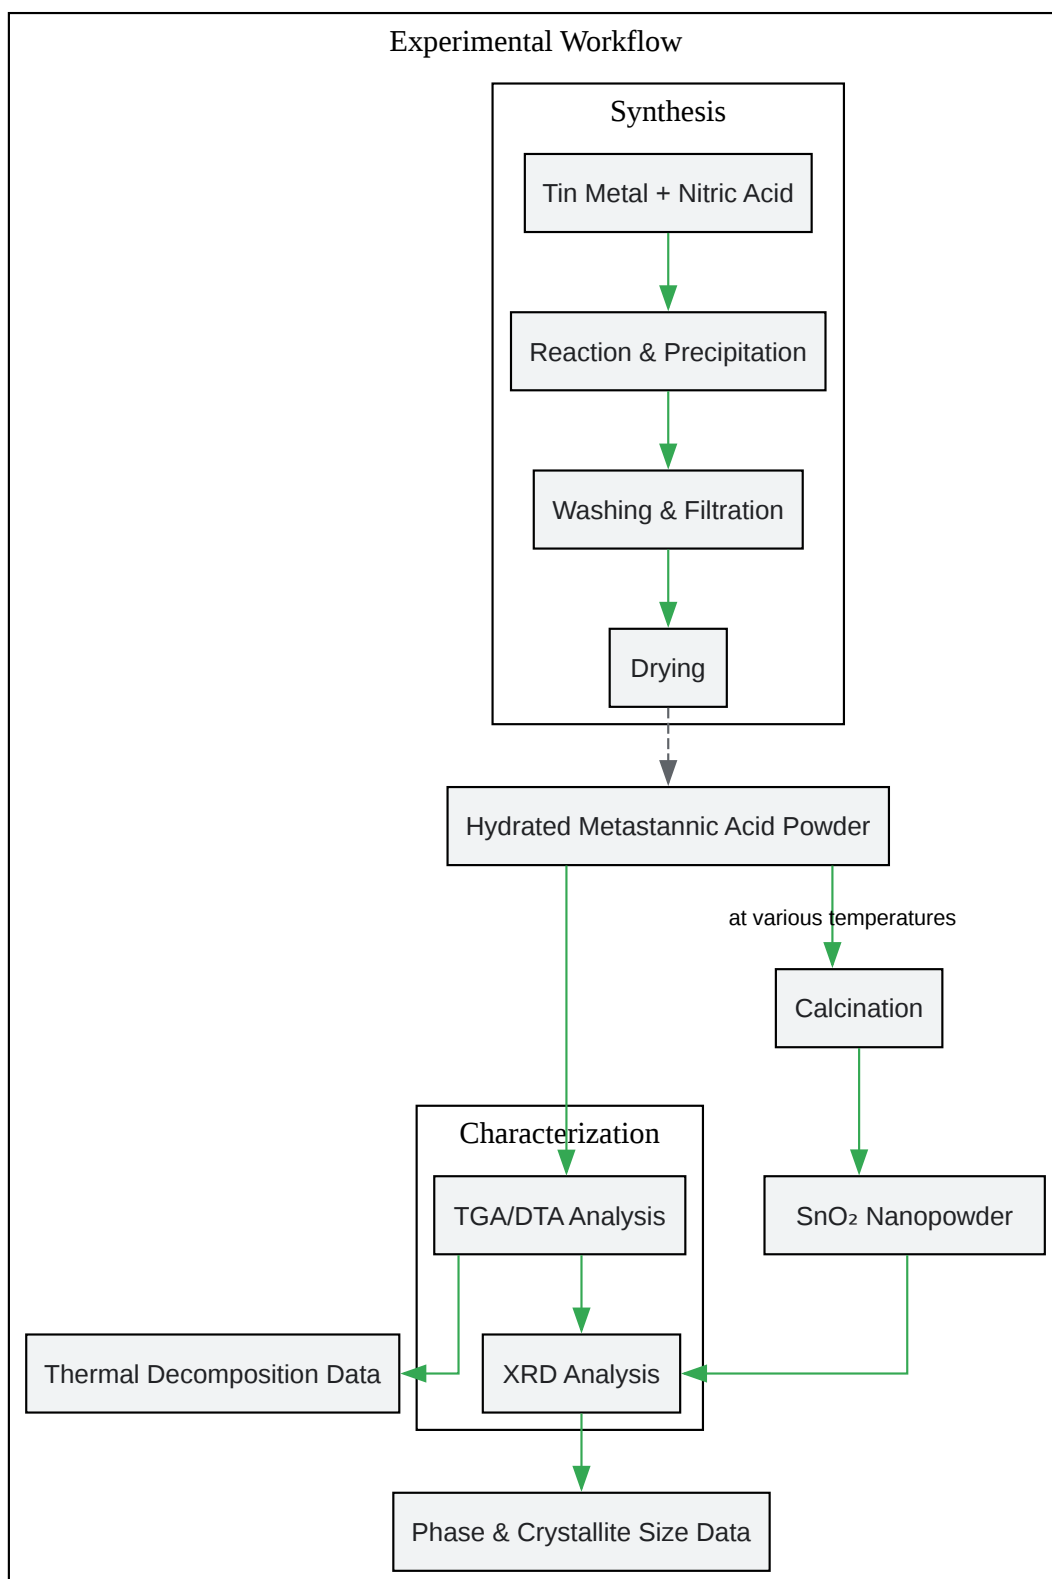 Experimental Workflow
Synthesis
Tin Metal + Nitric Acid
Reaction & Precipitation
Washing & Filtration
Drying
Hydrated Metastannic Acid Powder
at various temperatures
Calcination
Characterization
TGA/DTA Analysis
SnO₂ Nanopowder
Thermal Decomposition Data
XRD Analysis
Phase & Crystallite Size Data